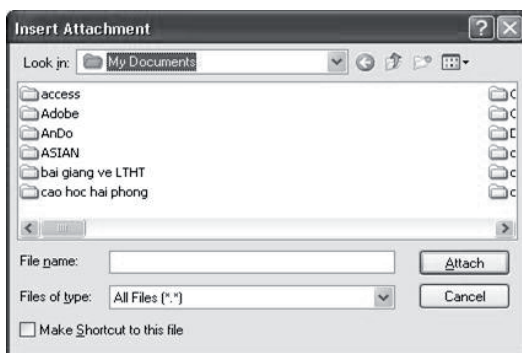 Insert Attachment
Look in: My Documents
access
Adobe
AnDo
ASIAN
bai giang ve LTHT
cao hoc hai phong
File name:
Attach
Files of type: All Files (*.*)
Cancel
Make Shortcut to this file